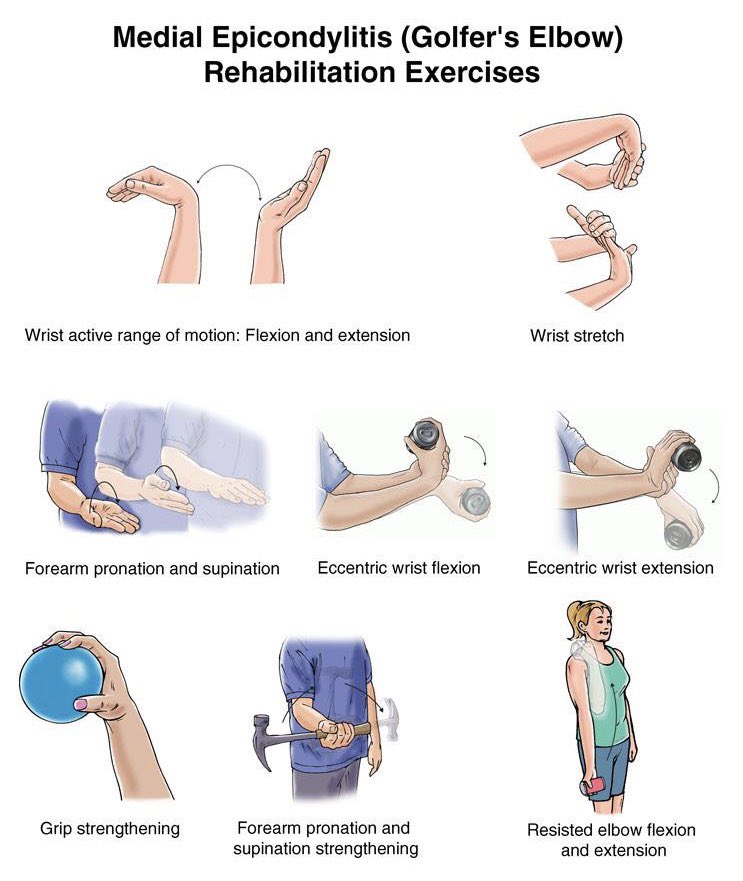 Medial Epicondylitis (Golfer's Elbow)
Rehabilitation Exercises
Wrist active range of motion: Flexion and extension
Wrist stretch
Forearm pronation and supination
Eccentric wrist flexion
Eccentric wrist extension
Grip strengthening
Forearm pronation and
supination strengthening
Resisted elbow flexion
and extension